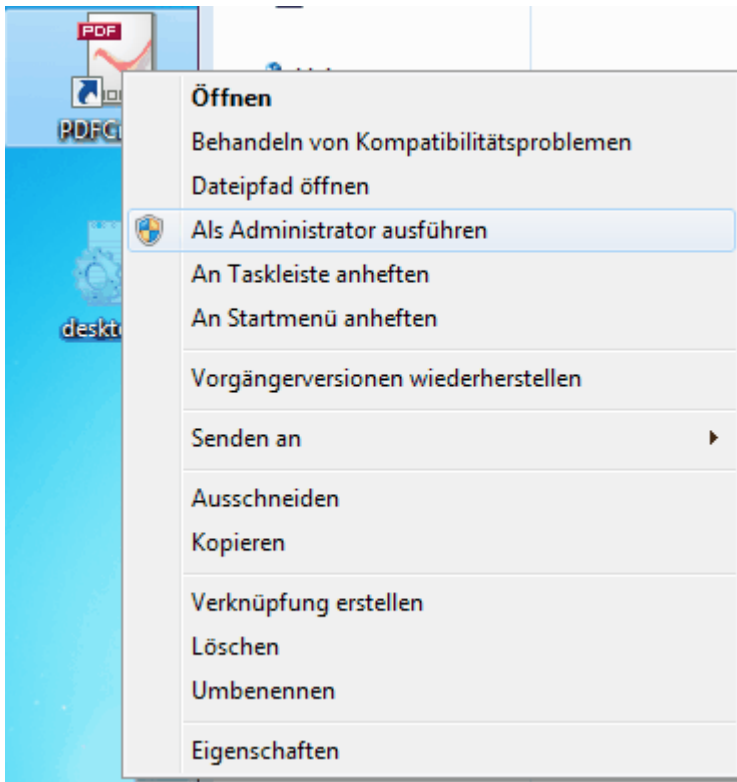 PDF
Öffnen
Behandeln von Kompatibilitätsproblemen
Dateipfad öffnen
Als Administrator ausführen
An Taskleiste anheften
An Startmenü anheften
Vorgängerversionen wiederherstellen
Senden an
Ausschneiden
Kopieren
Verknüpfung erstellen
Löschen
Umbenennen
Eigenschaften